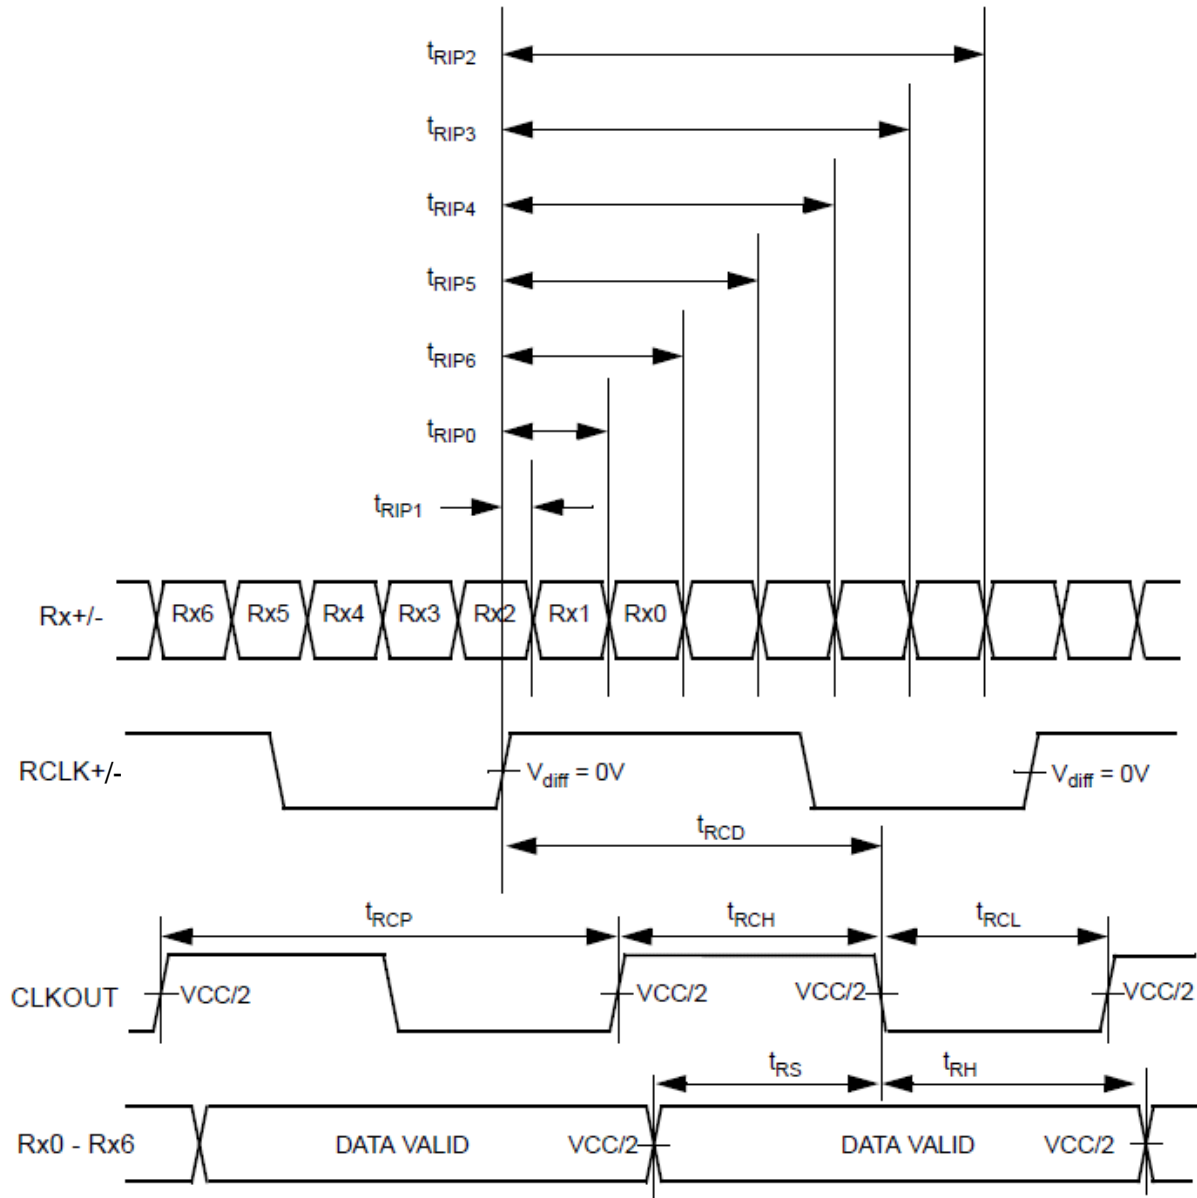 tRIP2
tRIP3
tRIP4
tRIP5
tRIP6
tRIP0
tRIP1
Rx+/- Rx6 Rx5 Rx4 Rx3 Rx2 Rx1 Rx0
RCLK+/- Vdiff = 0V Vdiff = 0V
tRCD
tRCP tRCH tRCL
CLKOUT VCC/2 VCC/2 VCC/2 VCC/2
tRS tRH
Rx0 - Rx6 DATA VALID VCC/2 DATA VALID VCC/2